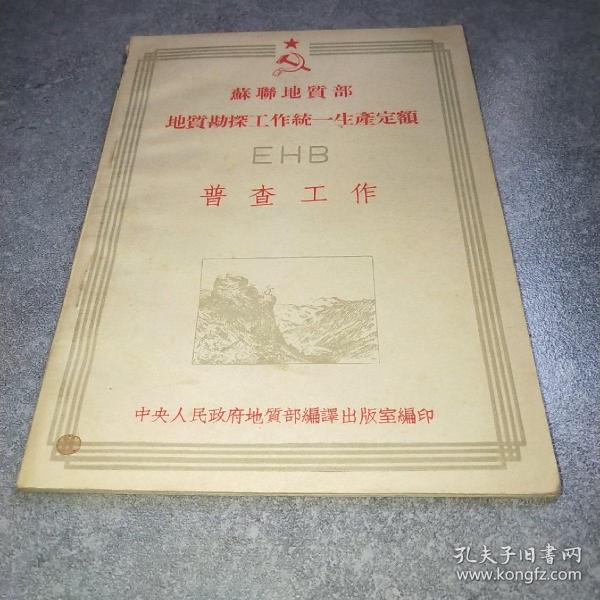 蘇聯地質部
地質勘探工作統一生產定額
EHB
普查工作
中央人民政府地質部編譯出版室編印
孔夫子旧書网
www.kongfz.com